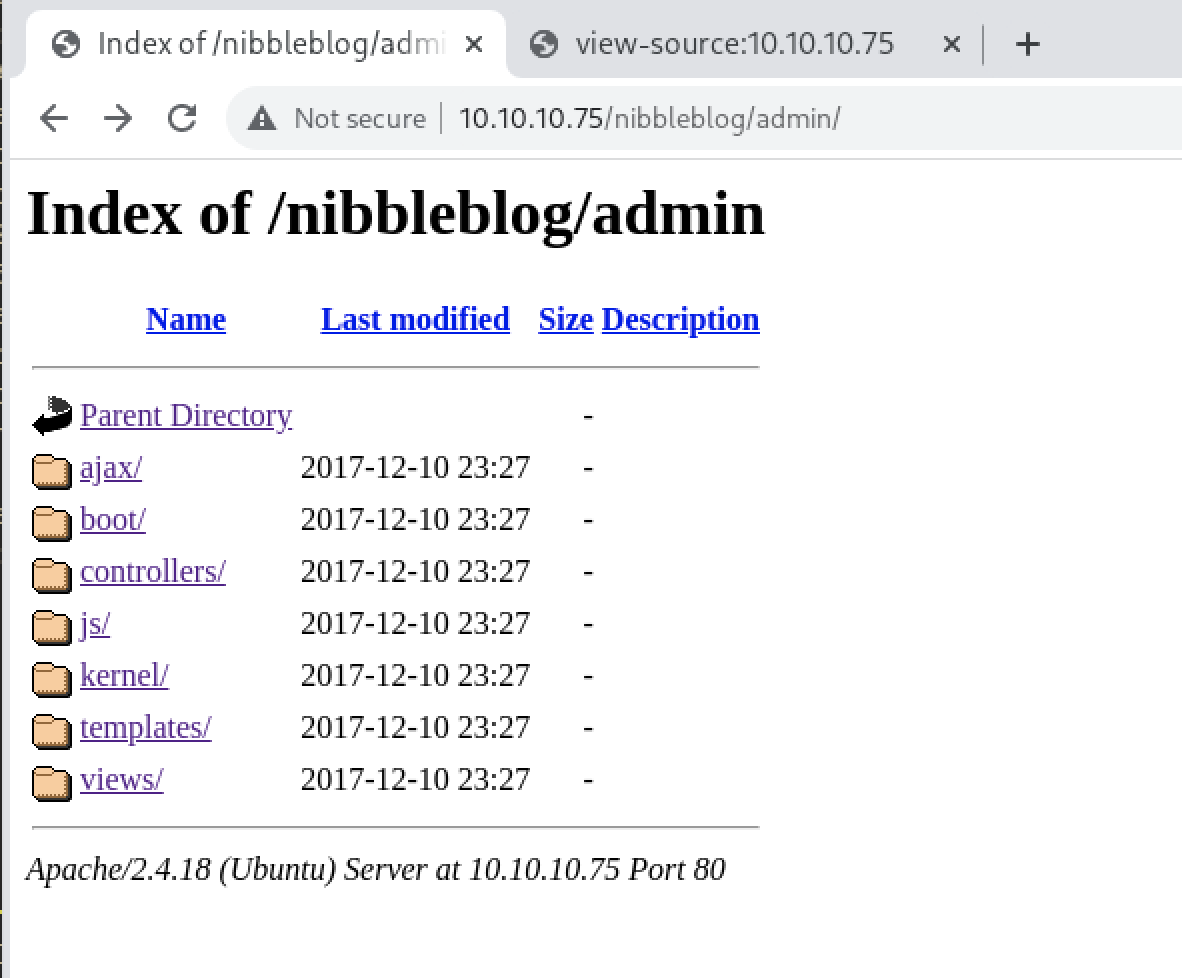 Index of /nibbleblog/admi
view-source:10.10.10.75
Not secure 10.10.10.75/nibbleblog/admin/
Index of /nibbleblog/admin
Name Last modified Size Description
Parent Directory -
ajax/ 2017-12-10 23:27 -
boot/ 2017-12-10 23:27 -
controllers/ 2017-12-10 23:27 -
js/ 2017-12-10 23:27 -
kernel/ 2017-12-10 23:27 -
templates/ 2017-12-10 23:27 -
views/ 2017-12-10 23:27 -
Apache/2.4.18 (Ubuntu) Server at 10.10.10.75 Port 80